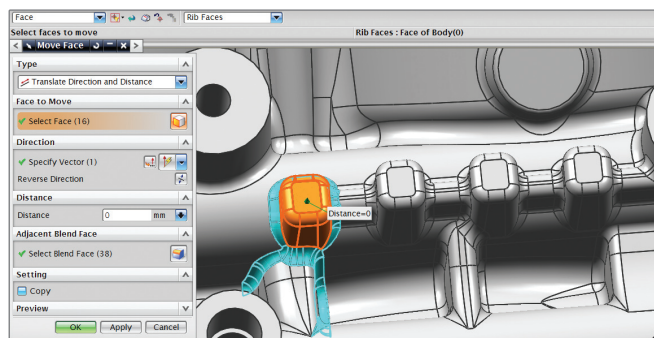 Face Rib Faces
Select faces to move Rib Faces : Face of Body(0)
Move Face
Type
Translate Direction and Distance
Face to Move
Select Face (16)
Direction
Specify Vector (1)
Reverse Direction
Distance
Distance 0 mm
Distance=0
Adjacent Blend Face
Select Blend Face (38)
Setting
Copy
Preview
OK Apply Cancel